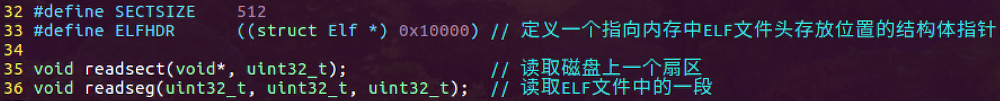 32 #define SECTSIZE    512
33 #define ELFHDR      ((struct Elf *) 0x10000) // 定义一个指向内存中ELF文件头存放位置的结构体指针
34
35 void readsect(void*, uint32_t);              // 读取磁盘上一个扇区
36 void readseg(uint32_t, uint32_t, uint32_t);  // 读取ELF文件中的一段